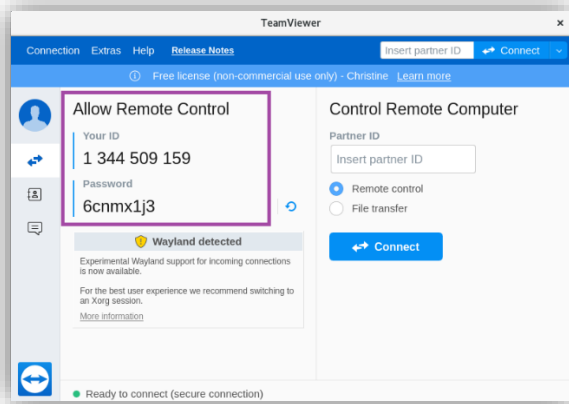 TeamViewer
×
Connection Extras Help Release Notes
Insert partner ID
Connect
Free license (non-commercial use only) - Christine Learn more
Allow Remote Control
Your ID
1 344 509 159
Password
6cnmx1j3
Wayland detected
Experimental Wayland support for incoming connections
is now available.
For the best user experience we recommend switching to
an Xorg session.
More information
Control Remote Computer
Partner ID
Insert partner ID
Remote control
File transfer
Connect
Ready to connect (secure connection)